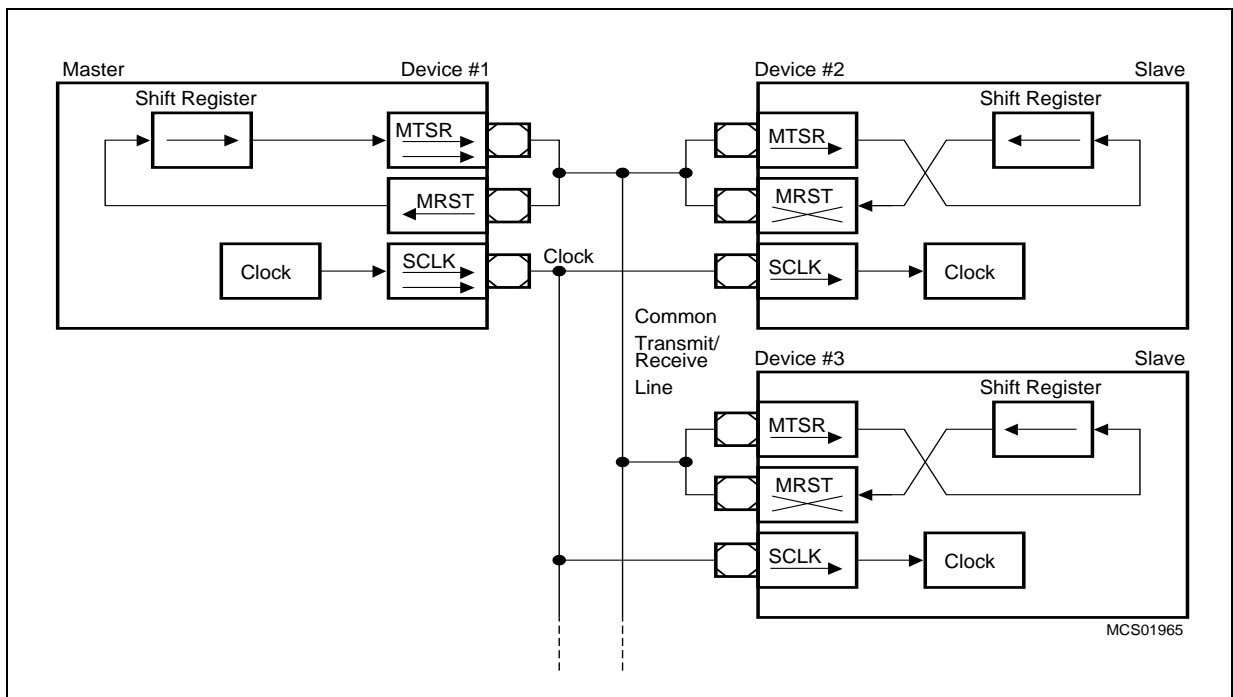 Master Device #1
Shift Register
MTSR
MRST
SCLK
Clock
Clock
Common
Transmit/
Receive
Line
Device #2 Slave
Shift Register
MTSR
MRST
SCLK
Clock
Device #3 Slave
Shift Register
MTSR
MRST
SCLK
Clock
MCS01965